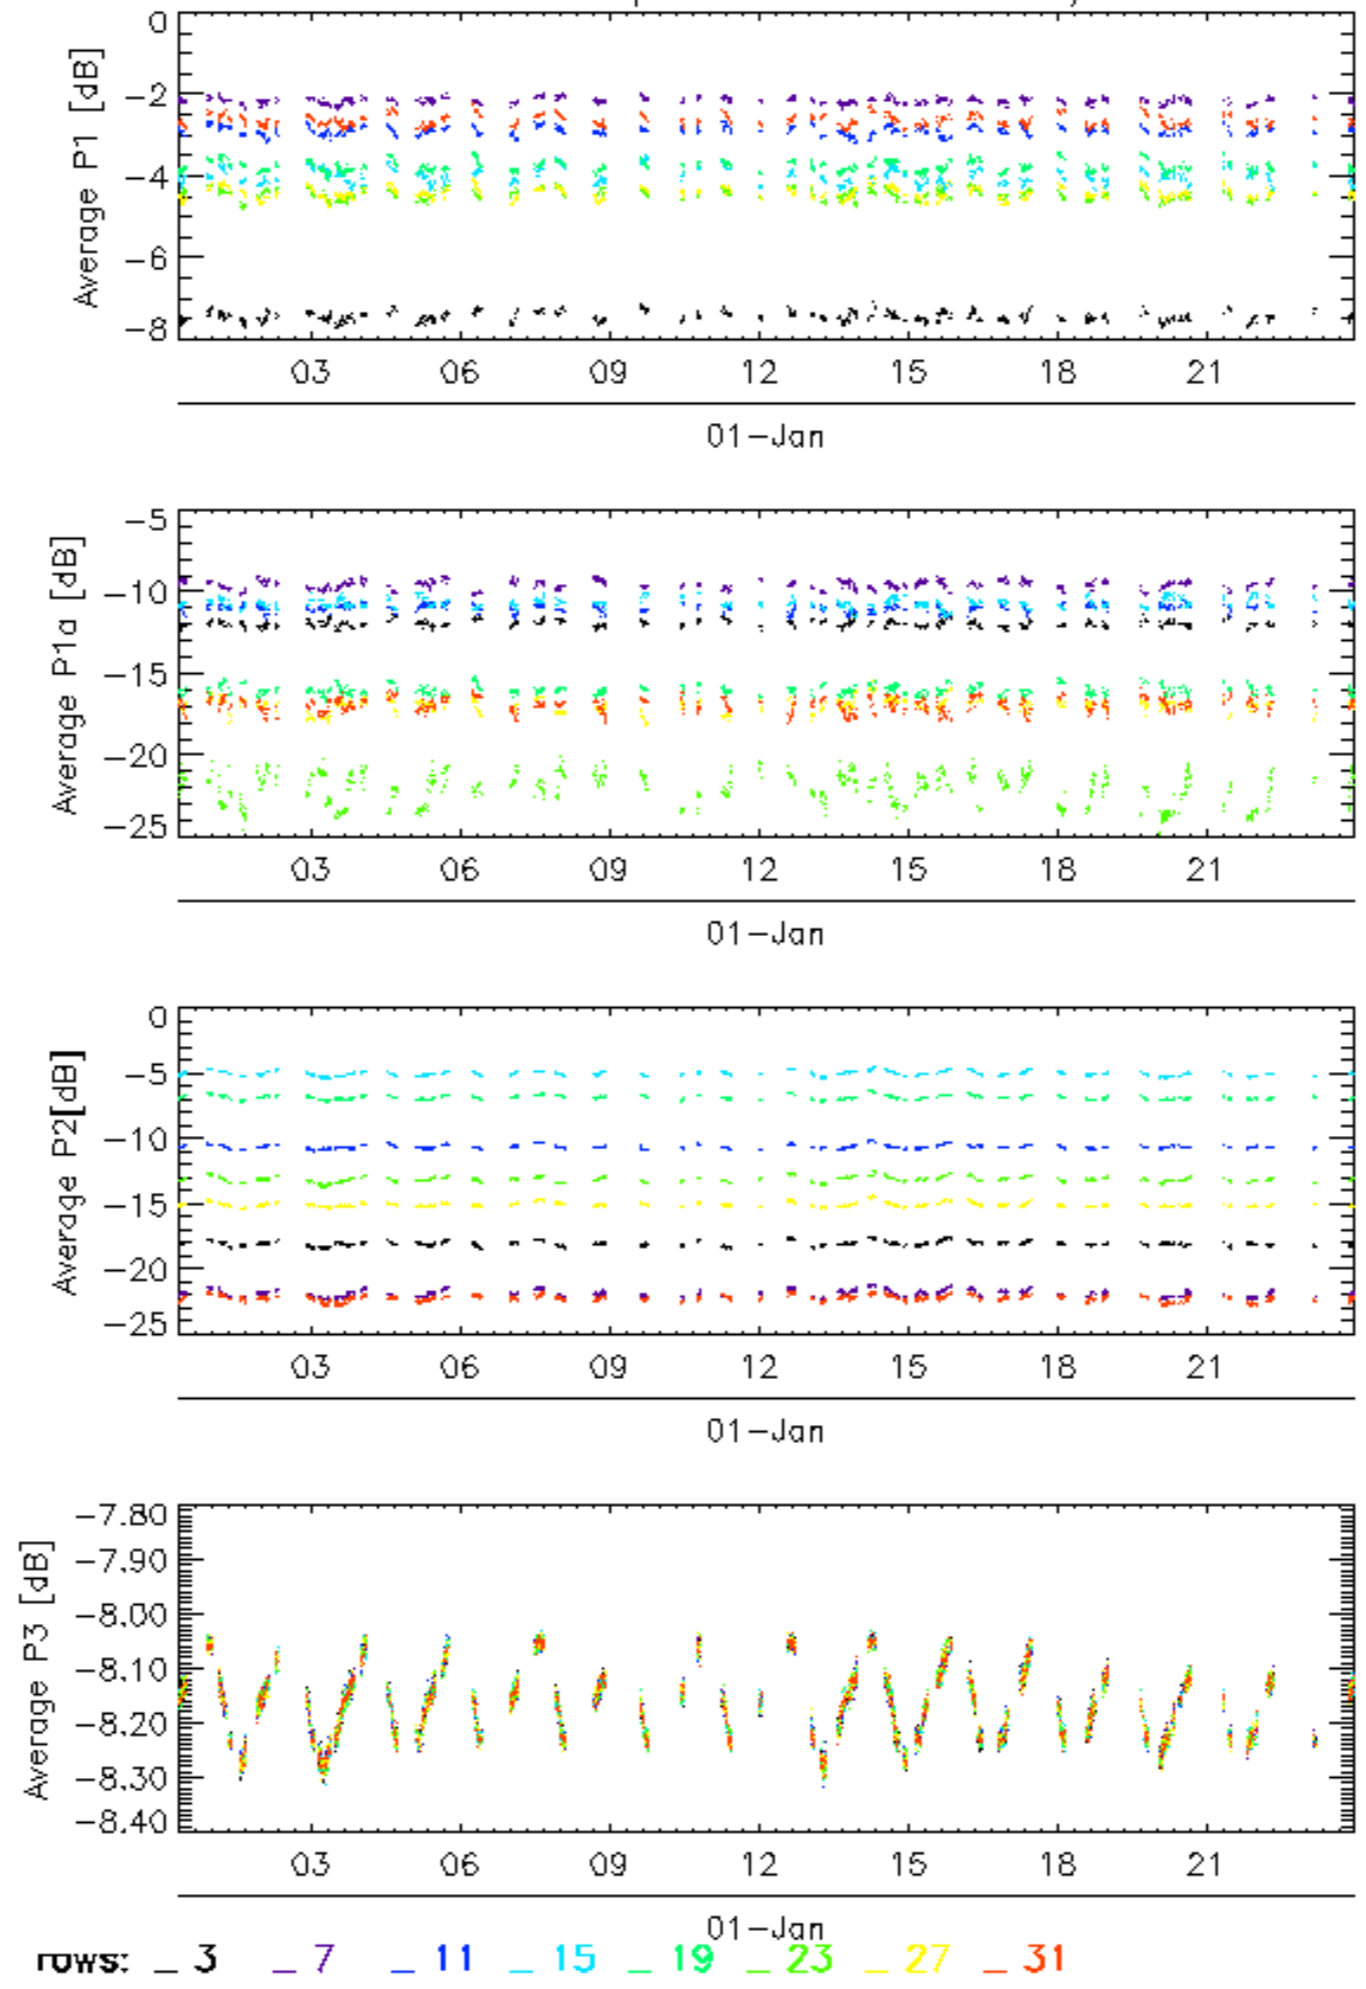 0
−2
−4
−6
−8
Average P1 [dB]
03 06 09 12 15 18 21
01−Jan
−5
−10
−15
−20
−25
Average P1a [dB]
03 06 09 12 15 18 21
01−Jan
0
−5
−10
−15
−20
−25
Average P2[dB]
03 06 09 12 15 18 21
01−Jan
−7.80
−7.90
−8.00
−8.10
−8.20
−8.30
−8.40
Average P3 [dB]
03 06 09 12 15 18 21
01−Jan
rows: _ 3 _ 7 _ 11 _ 15 _ 19 _ 23 _ 27 _ 31